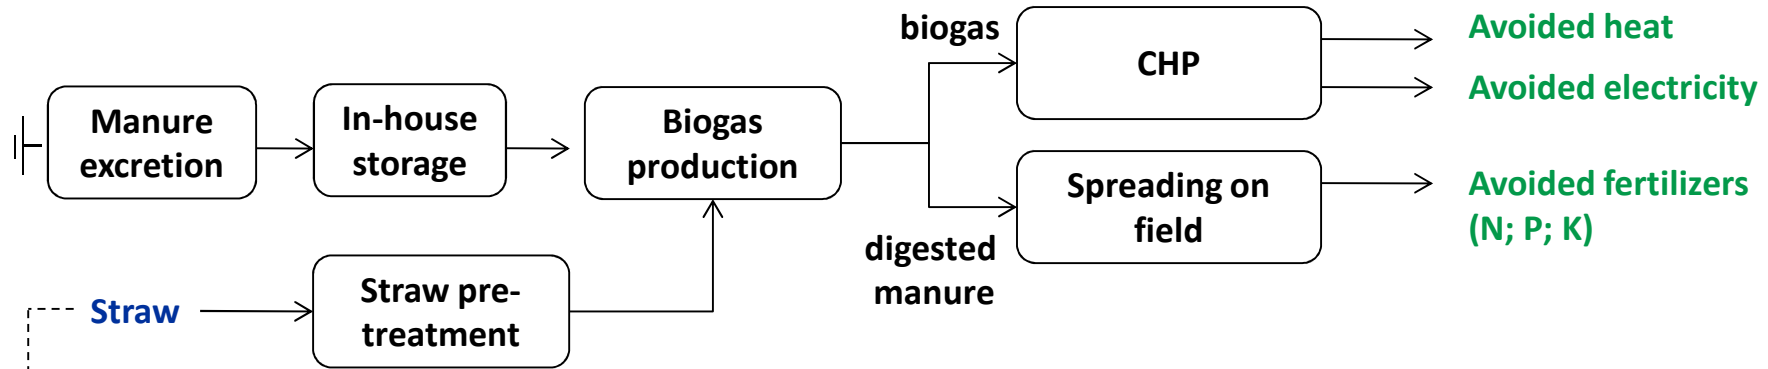 biogas
CHP
Avoided heat
Avoided electricity
Manure
excretion
In-house
storage
Biogas
production
Spreading on
field
Avoided fertilizers
(N; P; K)
digested
manure
Straw
Straw pre-
treatment